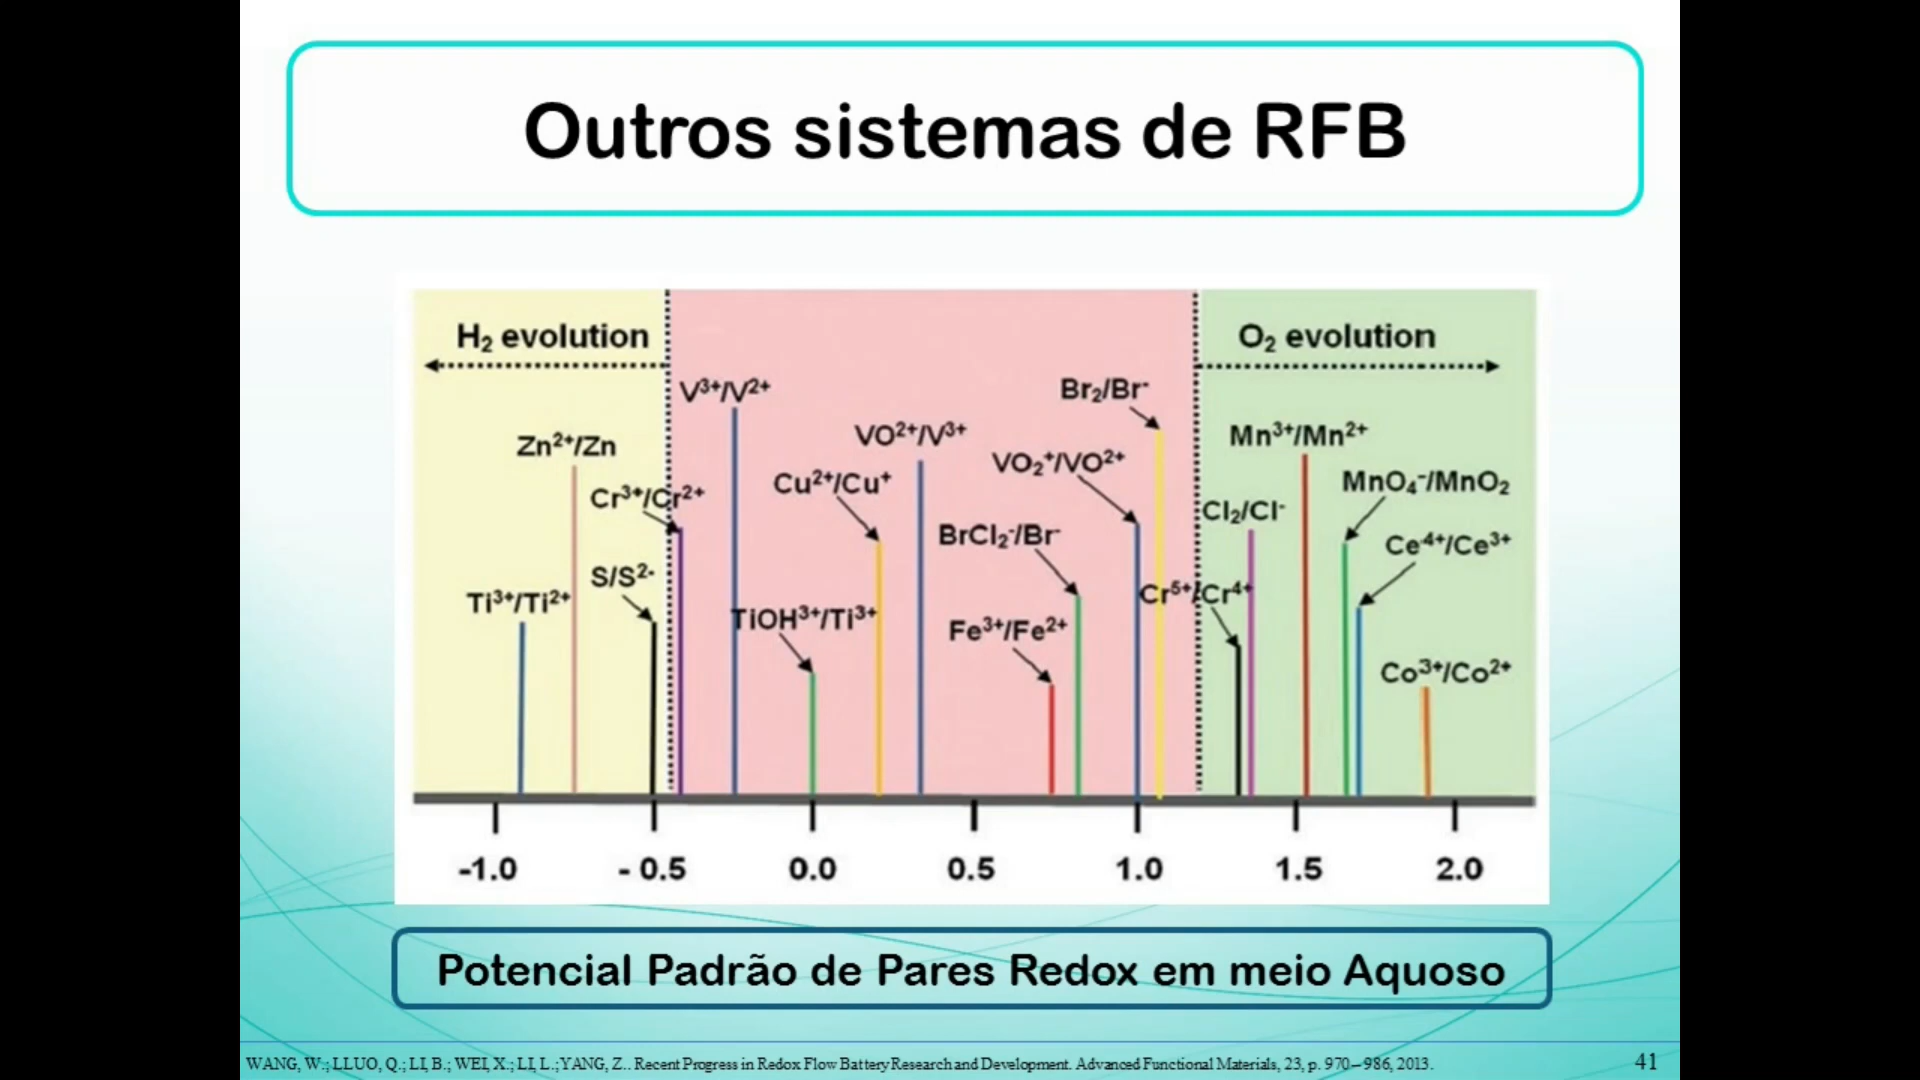 Outros sistemas de RFB
H₂ evolution
O₂ evolution
V³⁺/V²⁺
Br₂/Br⁻
Zn²⁺/Zn
VO²⁺/V³⁺
Mn³⁺/Mn²⁺
VO₂⁺/VO²⁺
Cu²⁺/Cu⁺
MnO₄⁻/MnO₂
Cr³⁺/Cr²⁺
Cl₂/Cl⁻
BrCl₂⁻/Br⁻
Ce⁴⁺/Ce³⁺
S/S²⁻
Cr⁵⁺/Cr⁴⁺
Ti³⁺/Ti²⁺
TiOH³⁺/Ti³⁺
Fe³⁺/Fe²⁺
Co³⁺/Co²⁺
-1.0 - 0.5 0.0 0.5 1.0 1.5 2.0
Potencial Padrão de Pares Redox em meio Aquoso
WANG, W.; LLUO, Q.; LI, B.; WEI, X.; LI, L.;YANG, Z.. Recent Progress in Redox Flow Battery Research and Development. Advanced Functional Materials, 23, p. 970–986, 2013.
41